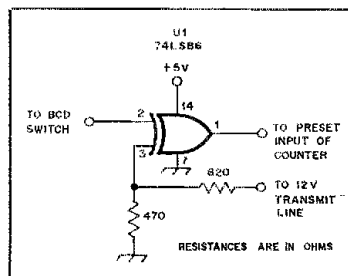 U1
74LS86
+5V
14
TO BCD
SWITCH
2
1
3
7
TO PRESET
INPUT OF
COUNTER
820
TO 12V
TRANSMIT
LINE
470
RESISTANCES ARE IN OHMS